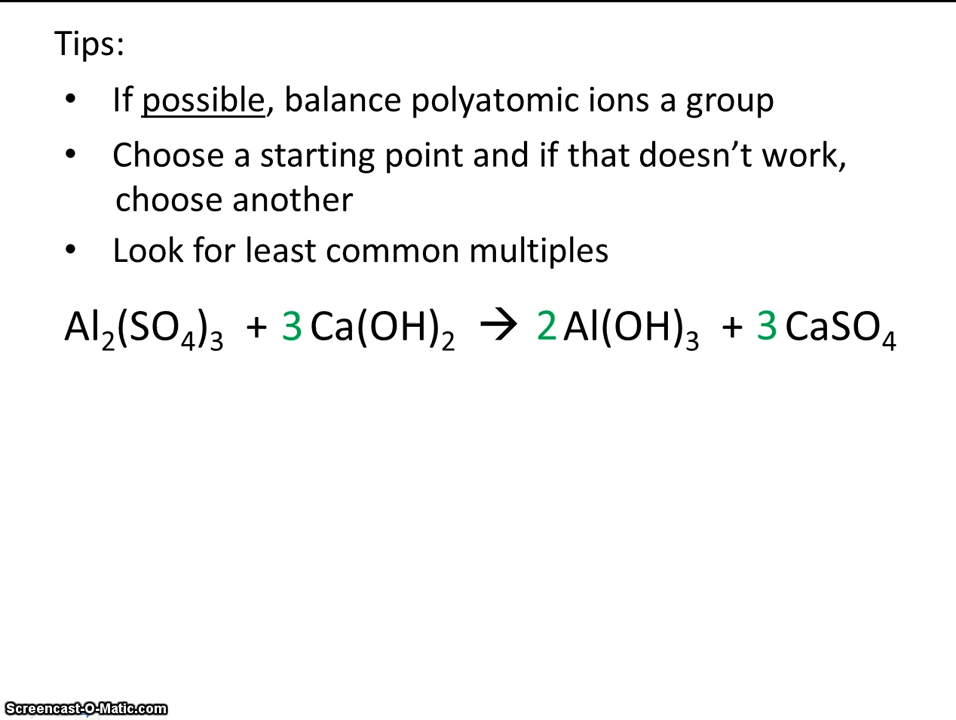 Tips:
• If possible, balance polyatomic ions a group
• Choose a starting point and if that doesn’t work,
choose another
• Look for least common multiples
Al₂(SO₄)₃ + 3 Ca(OH)₂ → 2 Al(OH)₃ + 3 CaSO₄
Screencast-O-Matic.com